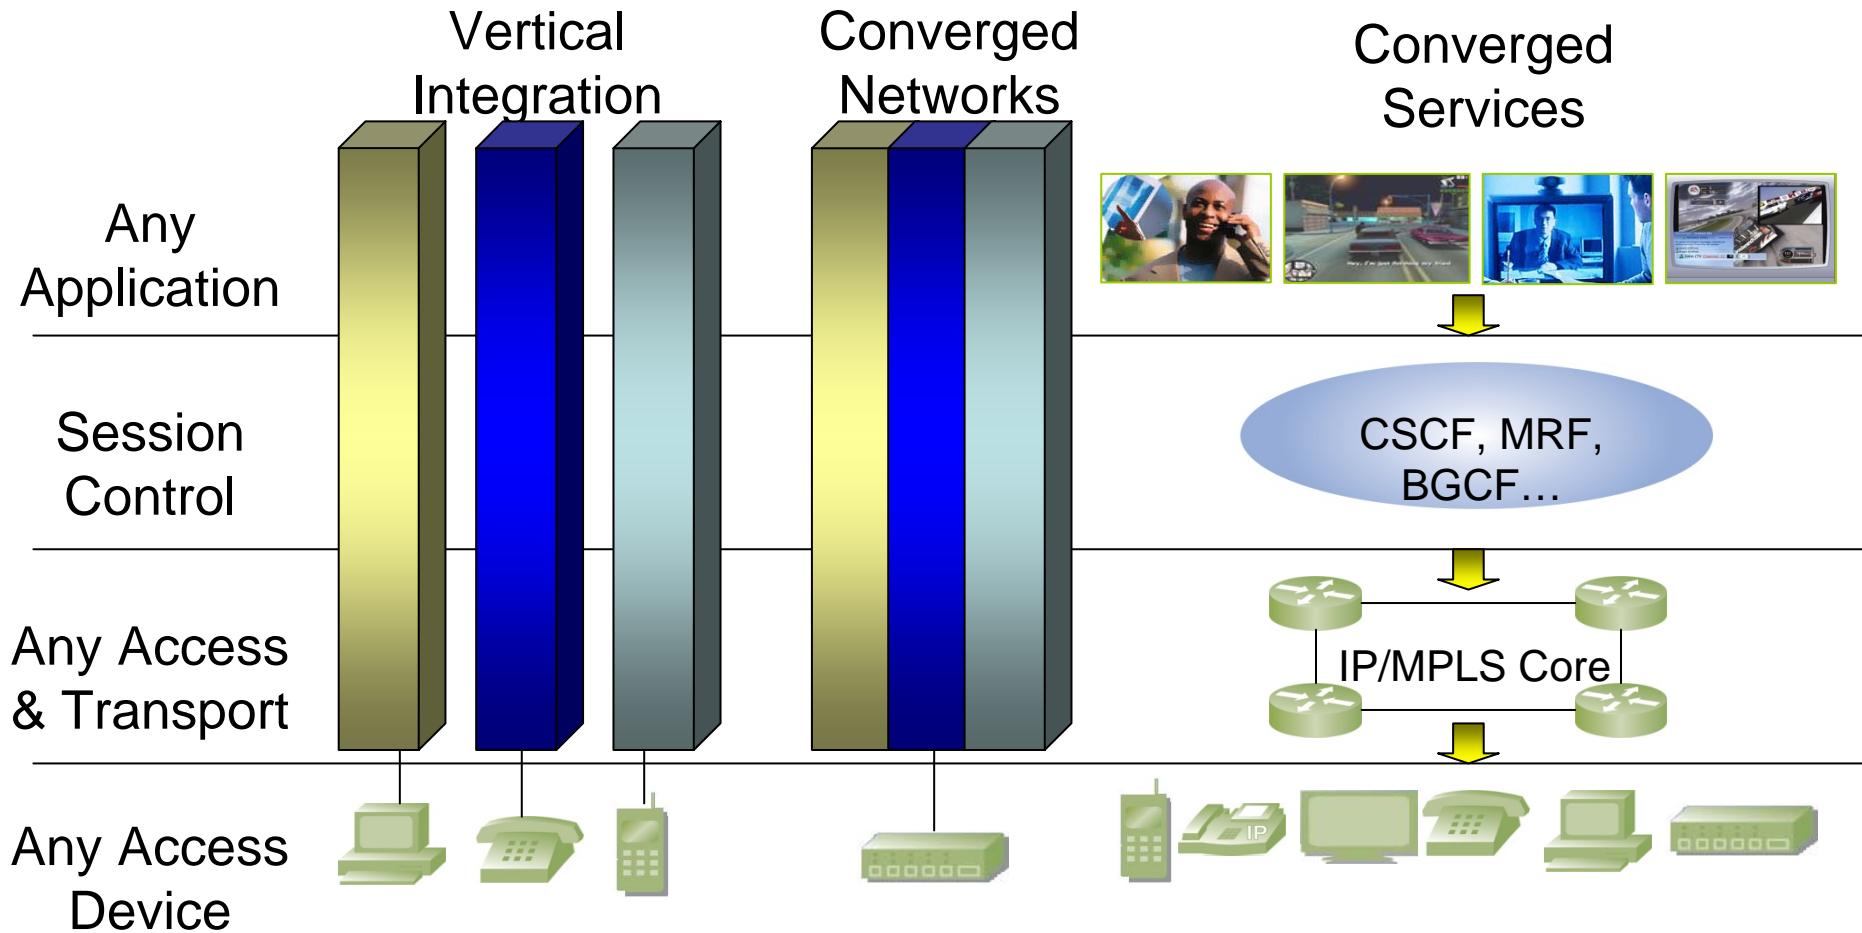 Vertical
Integration
Converged
Networks
Converged
Services
Any
Application
Session
Control
CSCF, MRF,
BGCF…
Any Access
& Transport
IP/MPLS Core
Any Access
Device
IP